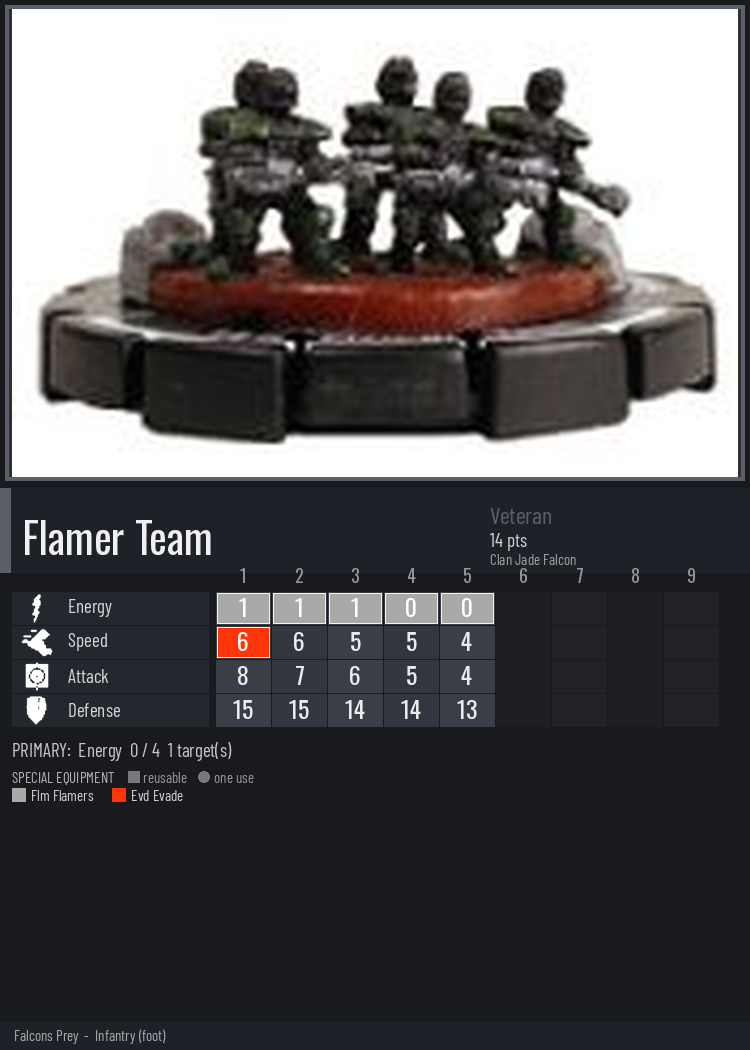 Flamer Team
Veteran
14 pts
Clan Jade Falcon
1 2 3 4 5 6 7 8 9
Energy 1 1 1 0 0
Speed 6 6 5 5 4
Attack 8 7 6 5 4
Defense 15 15 14 14 13
PRIMARY: Energy 0 / 4 1 target(s)
SPECIAL EQUIPMENT reusable one use
Flm Flamers Evd Evade
Falcons Prey - Infantry (foot)